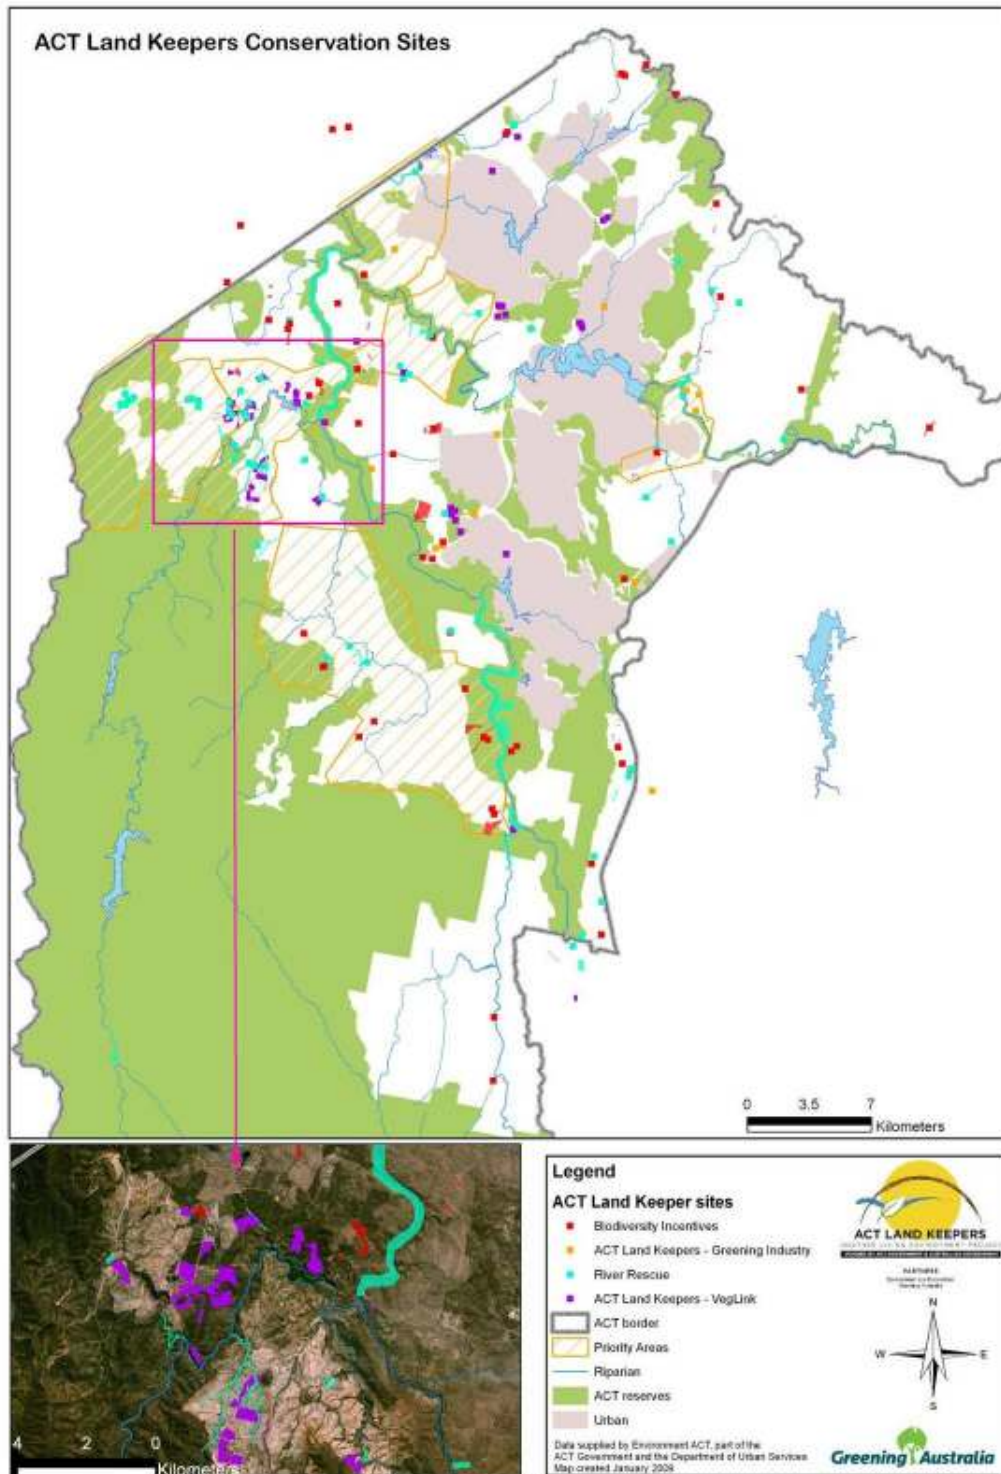 ACT Land Keepers Conservation Sites
0 3.5 7
Kilometers
4 2 0
Kilometers
Legend
ACT Land Keeper sites
Biodiversity Incentives
ACT Land Keepers - Greening Industry
River Rescue
ACT Land Keepers - VegLink
ACT border
Priority Areas
Riparian
ACT reserves
Urban
Data supplied by Environment ACT, part of the
ACT Government and the Department of Urban Services
Map created January 2009
ACT LAND KEEPERS
PARTNERS
N
W E
S
Greening Australia